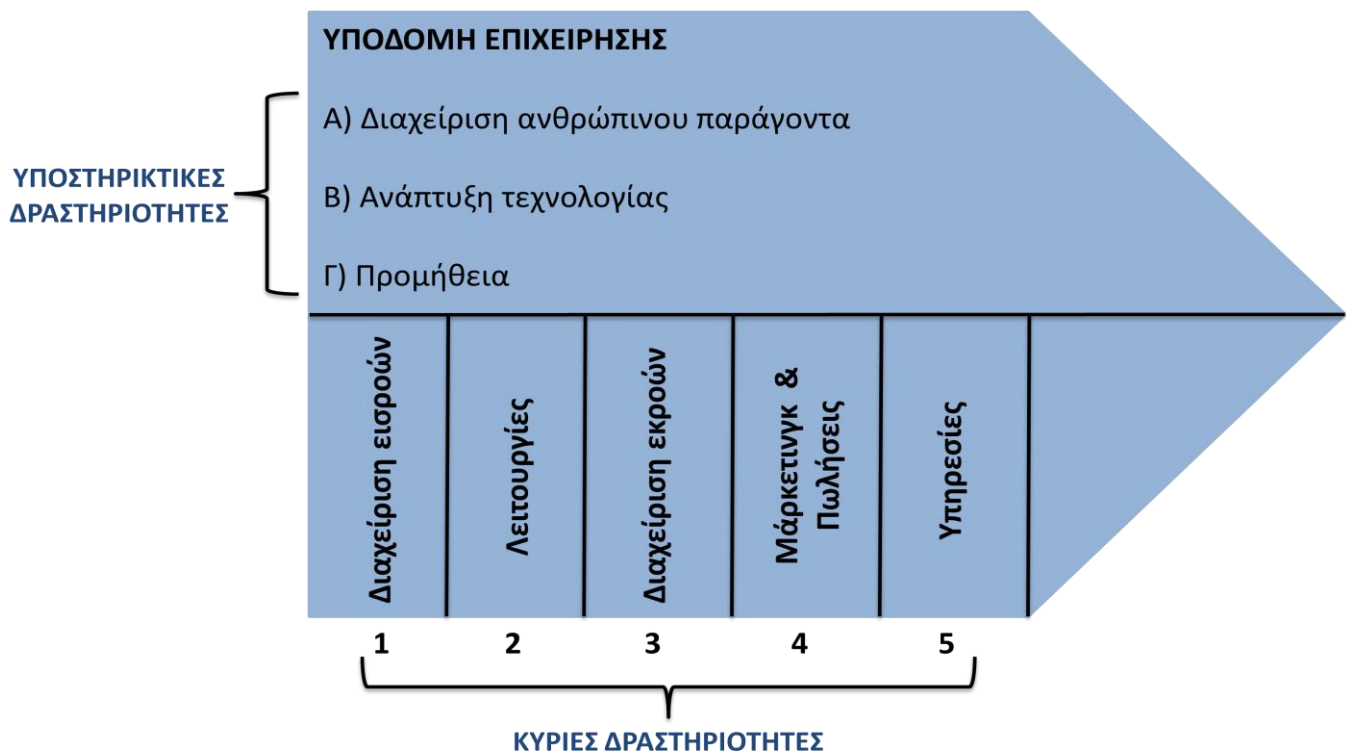 ΥΠΟΔΟΜΗ ΕΠΙΧΕΙΡΗΣΗΣ
Α) Διαχείριση ανθρώπινου παράγοντα
Β) Ανάπτυξη τεχνολογίας
Γ) Προμήθεια
ΥΠΟΣΤΗΡΙΚΤΙΚΕΣ
ΔΡΑΣΤΗΡΙΟΤΗΤΕΣ
Διαχείριση εισροών
Λειτουργίες
Διαχείριση εκροών
Μάρκετινγκ &
Πωλήσεις
Υπηρεσίες
1 2 3 4 5
ΚΥΡΙΕΣ ΔΡΑΣΤΗΡΙΟΤΗΤΕΣ